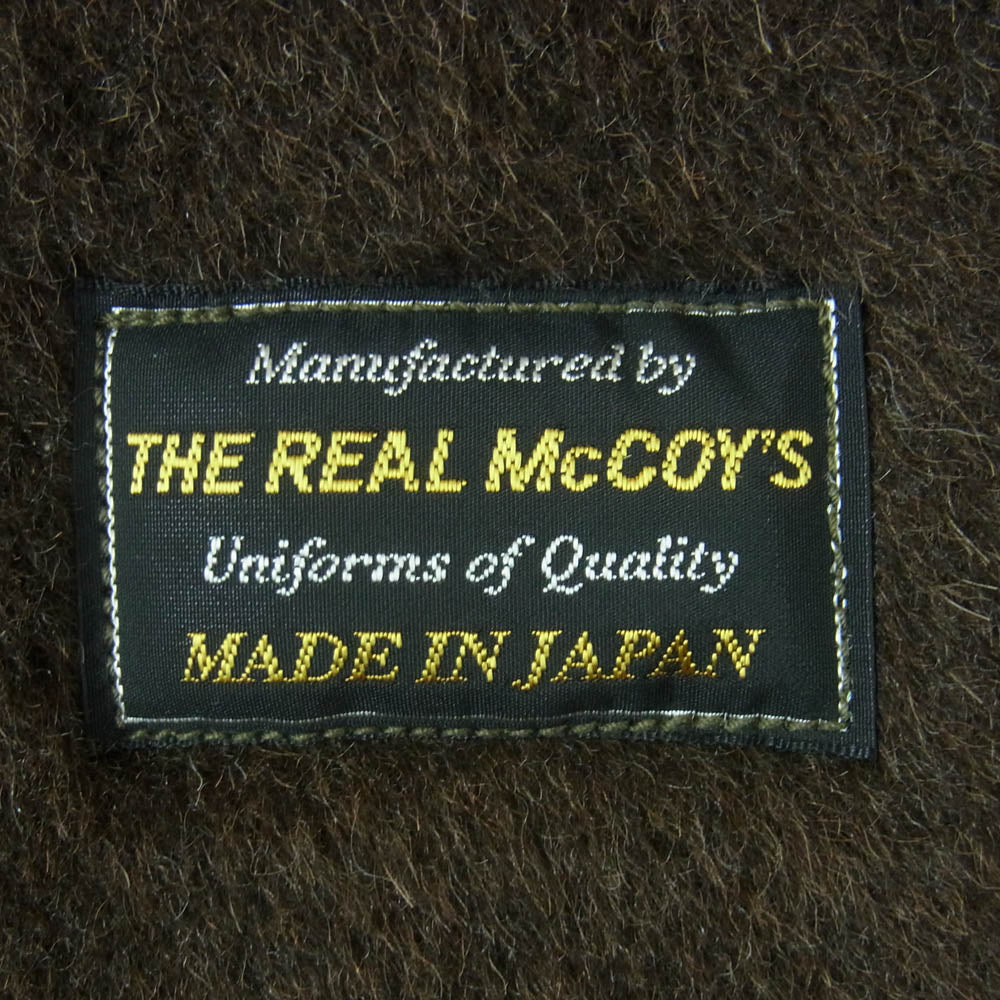 Manufactured by
THE REAL McCOY'S
Uniforms of Quality
MADE IN JAPAN